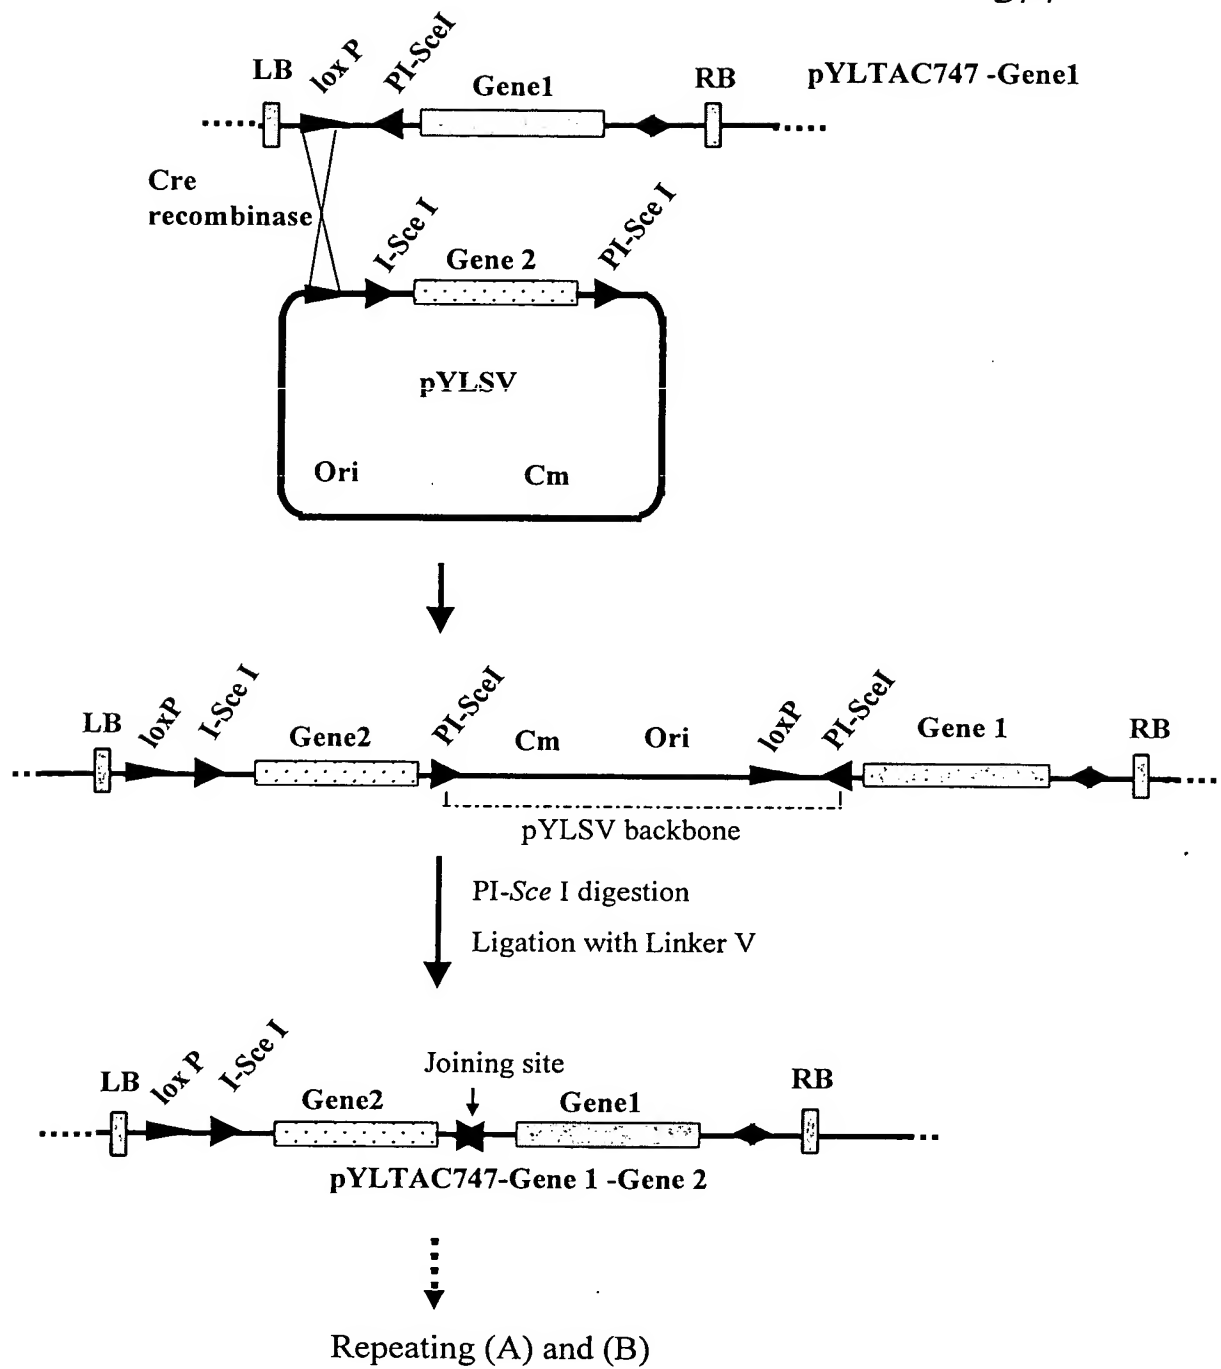 LB
lox P
PI-SceI
Gene1
RB
pYLTAC747 -Gene1
Cre
recombinase
I-Sce I
Gene 2
PI-Sce I
pYLSV
Ori
Cm
LB
loxP
I-Sce I
Gene2
PI-SceI
Cm
Ori
loxP
PI-SceI
Gene 1
RB
pYLSV backbone
PI-Sce I digestion
Ligation with Linker V
LB
lox P
I-Sce I
Gene2
Joining site
Gene1
RB
pYLTAC747-Gene 1 -Gene 2
Repeating (A) and (B)